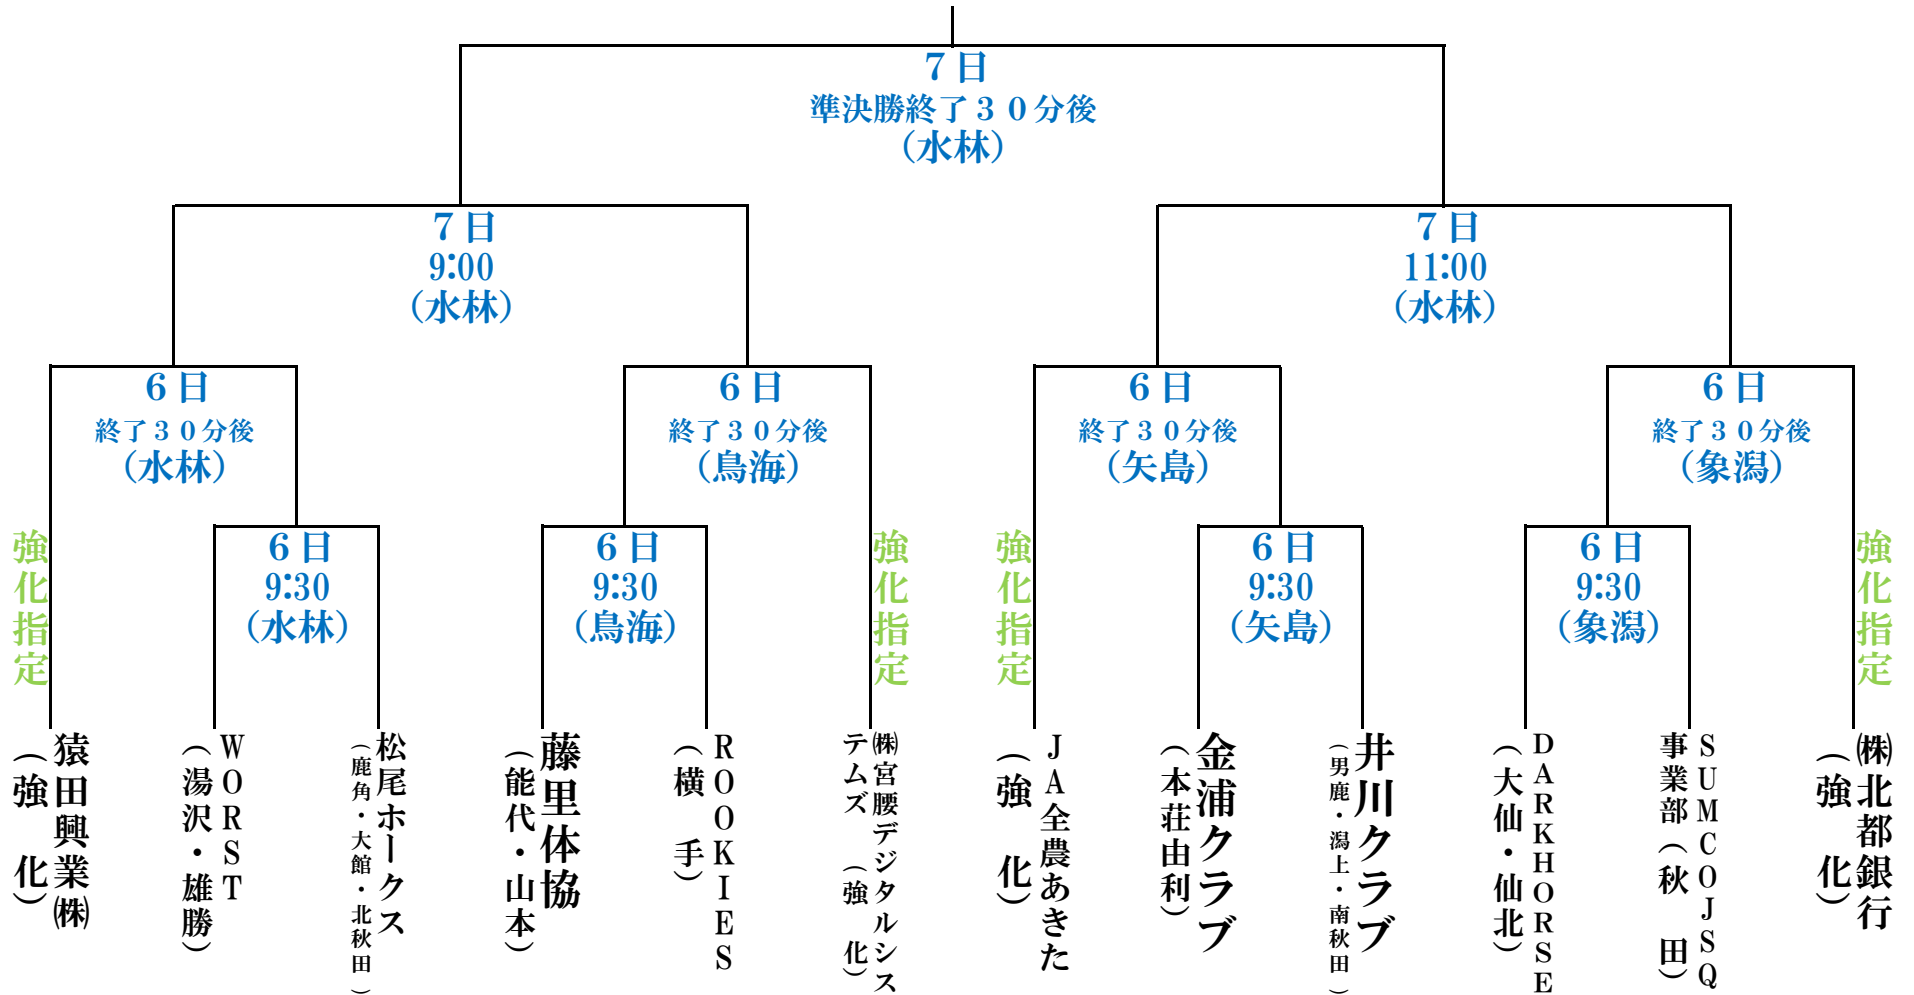 ７日
準決勝終了３０分後
（水林）
７日
9:00
（水林）
７日
11:00
（水林）
６日
終了３０分後
（水林）
６日
終了３０分後
（鳥海）
６日
終了３０分後
（矢島）
６日
終了３０分後
（象潟）
６日
9:30
（水林）
６日
9:30
（鳥海）
６日
9:30
（矢島）
６日
9:30
（象潟）
強化指定
強化指定
強化指定
強化指定
猿田興業㈱
（強　化）
ＷＯＲＳＴ
（湯沢・雄勝）
松尾ホークス
（鹿角・大館・北秋田）
藤里体協
（能代・山本）
ＲＯＯＫＩＥＳ
（横　手）
㈱宮腰デジタルシス
テムズ　（強　化）
ＪＡ全農あきた
（強　化）
金浦クラブ
（本荘由利）
井川クラブ
（男鹿・潟上・南秋田）
ＤＡＲＫＨＯＲＳＥ
（大仙・仙北）
ＳＵＭＣＯＪＳＱ
事業部（秋　田）
㈱北都銀行
（強　化）